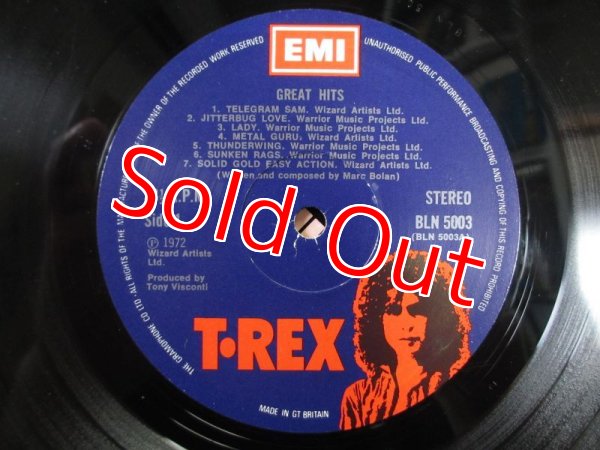 EMI
GREAT HITS
1. TELEGRAM SAM. Wizard Artists Ltd.
2. JITTERBUG LOVE. Warrior Music Projects Ltd.
3. LADY. Warrior Music Projects Ltd.
4. METAL GURU. Wizard Artists Ltd.
5. THUNDERWING. Warrior Music Projects Ltd.
6. SUNKEN RAGS. Warrior Music Projects Ltd.
7. SOLID GOLD EASY ACTION. Wizard Artists Ltd.
(Written and composed by Marc Bolan)
STEREO
Side
BLN 5003
(BLN 5003A)
℗ 1972
Wizard Artists
Ltd.
Produced by
Tony Visconti
Sold Out
T•REX
MADE IN GT BRITAIN
THE GRAMOPHONE CO LTD. ALL RIGHTS OF THE MANUFACTURER AND OF THE OWNER OF THE RECORDED WORK RESERVED
UNAUTHORISED PUBLIC PERFORMANCE BROADCASTING AND COPYING OF THIS RECORD PROHIBITED